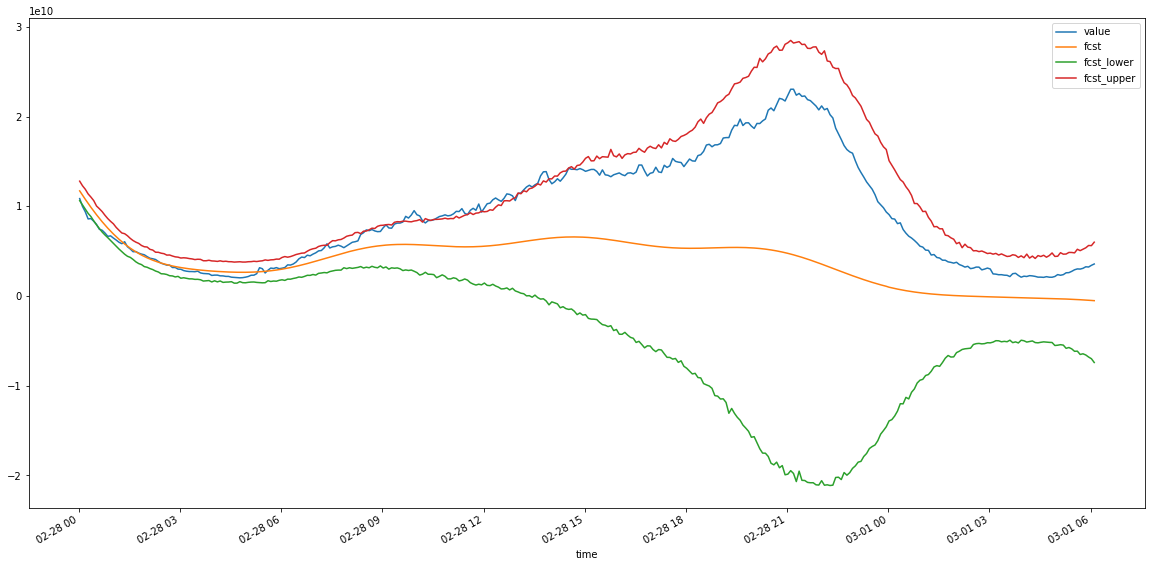 1e10
3
2
1
0
−1
−2
value
fcst
fcst_lower
fcst_upper
02-28 00
02-28 03
02-28 06
02-28 09
02-28 12
02-28 15
02-28 18
02-28 21
03-01 00
03-01 03
03-01 06
time